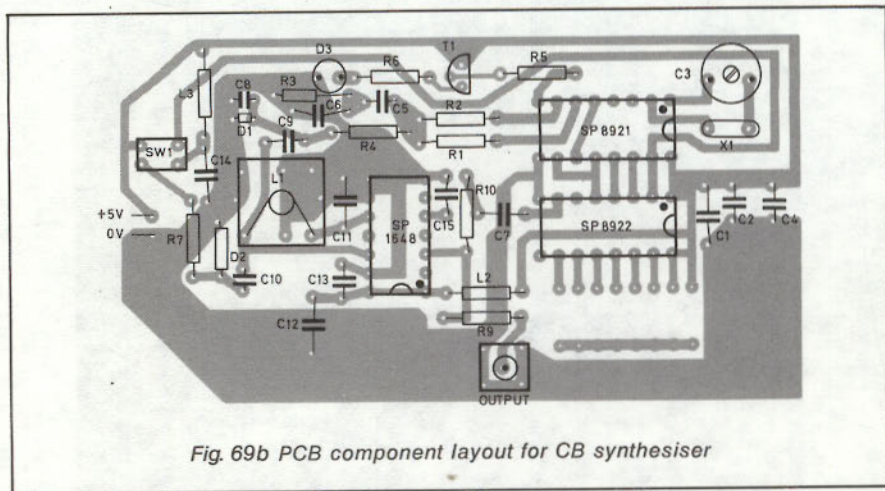 D3
T1
R6
R5
C3
L3
C8
R3
C6
C5
R2
SP 8921
D1
C9
R4
R1
X1
SW1
C14
L1
R10
+5V
0V
C11
SP
1648
C15
C7
SP 8922
C1
C2
C4
R7
D2
C10
C13
L2
C12
R9
OUTPUT
Fig. 69b PCB component layout for CB synthesiser